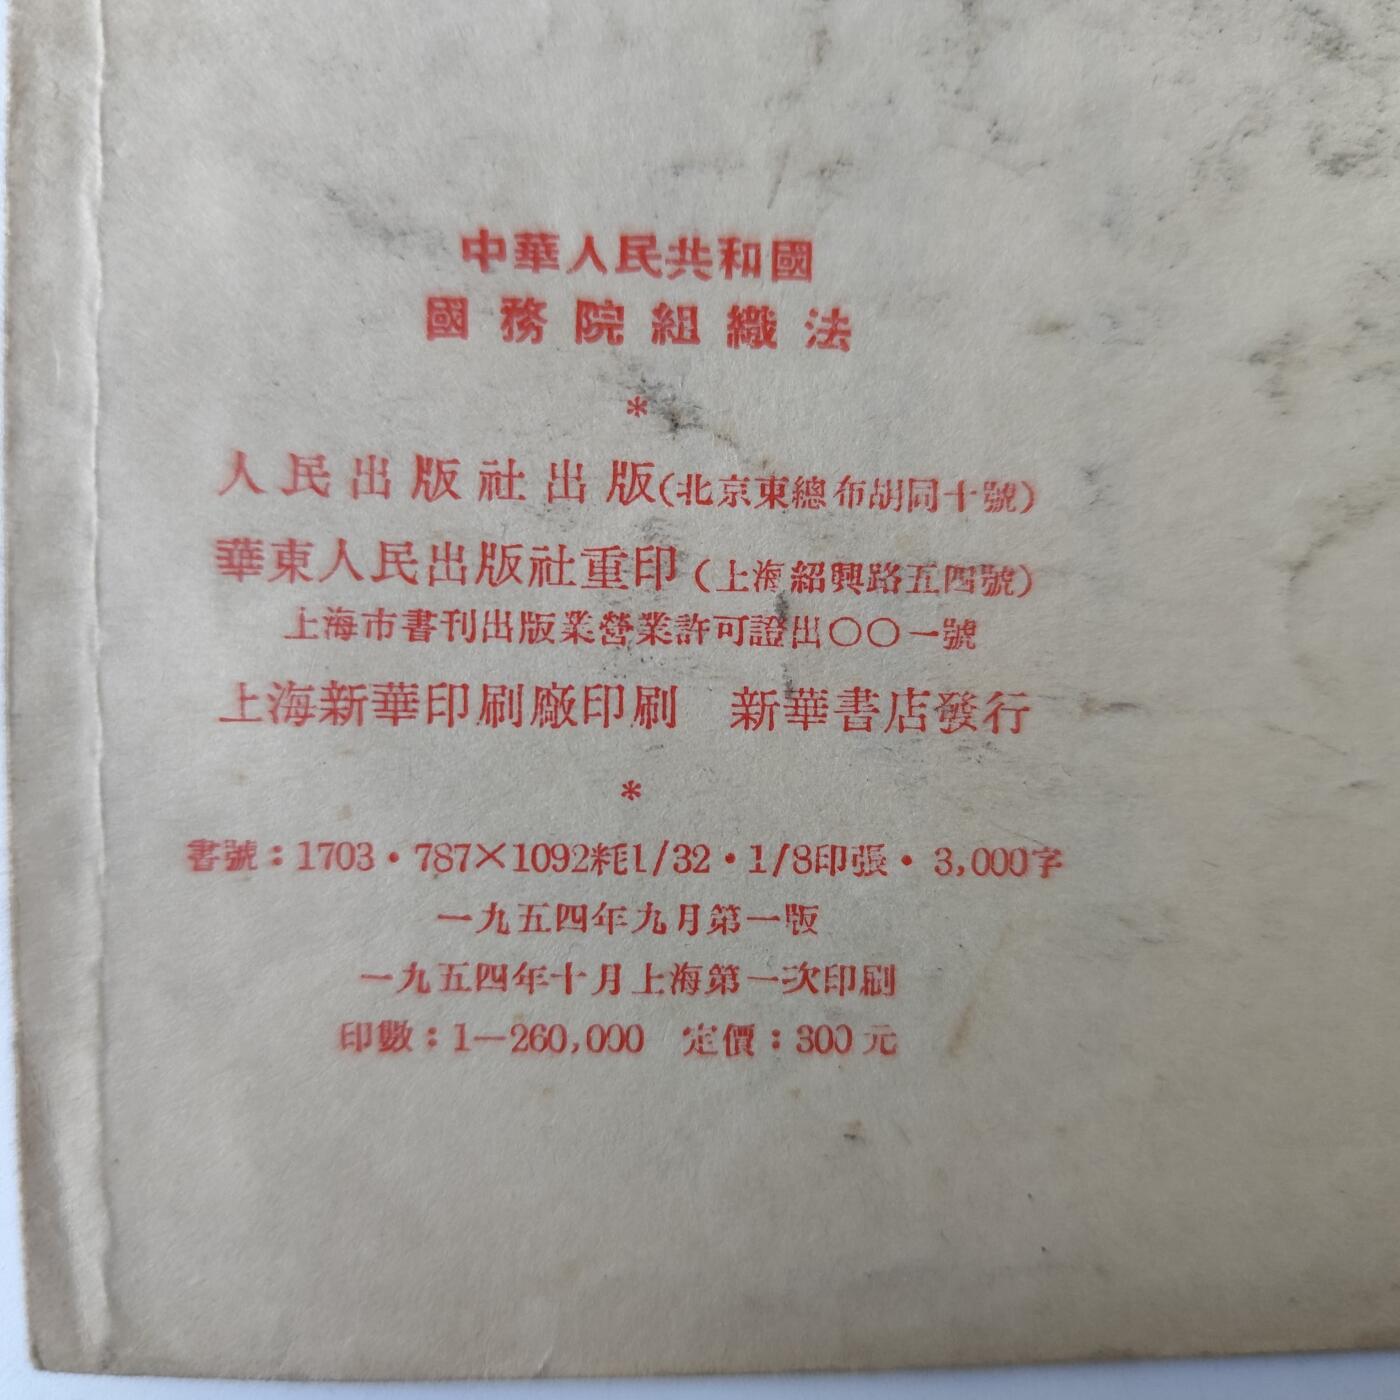 中華人民共和國
國務院組織法
*
人民出版社出版(北京東總布胡同十號)
華東人民出版社重印(上海紹興路五四號)
上海市書刊出版業營業許可證出〇〇一號
上海新華印刷廠印刷 新華書店發行
*
書號：1703·787×1092粍1/32·1/8印張·3,000字
一九五四年九月第一版
一九五四年十月上海第一次印刷
印數：1—260,000 定價：300元